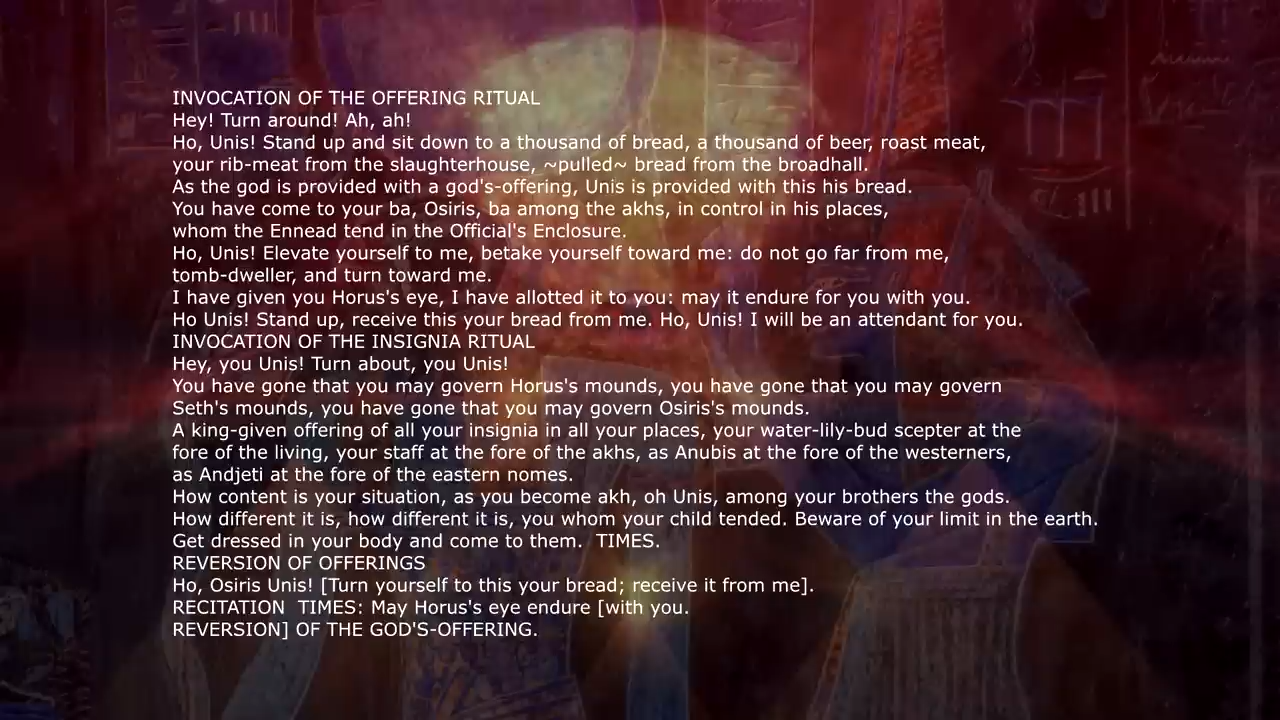 INVOCATION OF THE OFFERING RITUAL
Hey! Turn around! Ah, ah!
Ho, Unis! Stand up and sit down to a thousand of bread, a thousand of beer, roast meat,
your rib-meat from the slaughterhouse, ~pulled~ bread from the broadhall.
As the god is provided with a god's-offering, Unis is provided with this his bread.
You have come to your ba, Osiris, ba among the akhs, in control in his places,
whom the Ennead tend in the Official's Enclosure.
Ho, Unis! Elevate yourself to me, betake yourself toward me: do not go far from me,
tomb-dweller, and turn toward me.
I have given you Horus's eye, I have allotted it to you: may it endure for you with you.
Ho Unis! Stand up, receive this your bread from me. Ho, Unis! I will be an attendant for you.
INVOCATION OF THE INSIGNIA RITUAL
Hey, you Unis! Turn about, you Unis!
You have gone that you may govern Horus's mounds, you have gone that you may govern
Seth's mounds, you have gone that you may govern Osiris's mounds.
A king-given offering of all your insignia in all your places, your water-lily-bud scepter at the
fore of the living, your staff at the fore of the akhs, as Anubis at the fore of the westerners,
as Andjeti at the fore of the eastern nomes.
How content is your situation, as you become akh, oh Unis, among your brothers the gods.
How different it is, how different it is, you whom your child tended. Beware of your limit in the earth.
Get dressed in your body and come to them.  TIMES.
REVERSION OF OFFERINGS
Ho, Osiris Unis! [Turn yourself to this your bread; receive it from me].
RECITATION  TIMES: May Horus's eye endure [with you.
REVERSION] OF THE GOD'S-OFFERING.